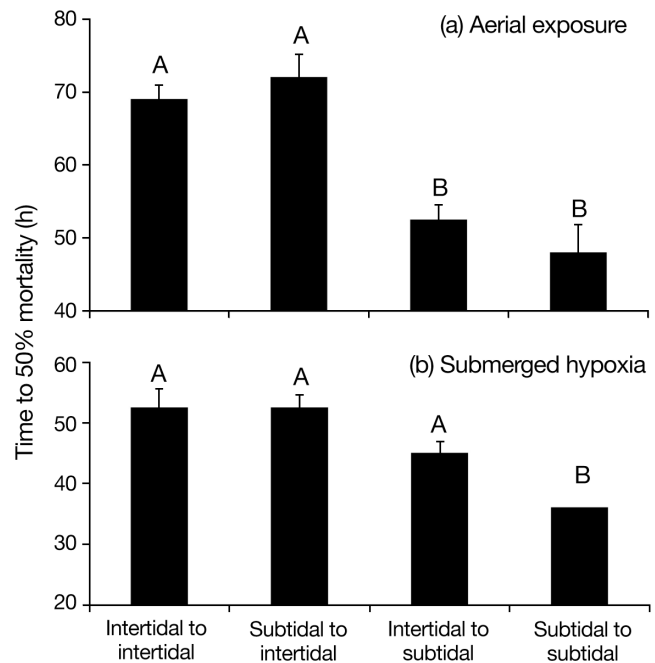 80
(a) Aerial exposure
A
A
70
60
B
B
50
40
Time to 50% mortality (h)
60
(b) Submerged hypoxia
A
A
50
A
B
40
30
20
Intertidal to
intertidal
Subtidal to
intertidal
Intertidal to
subtidal
Subtidal to
subtidal